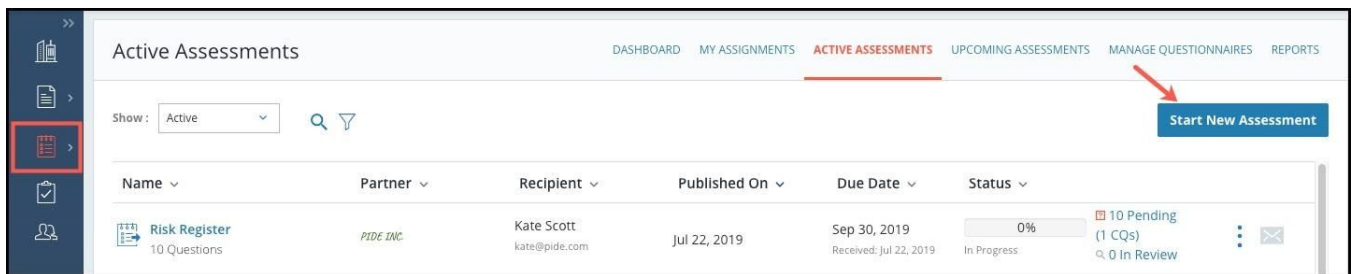 Active Assessments
DASHBOARD MY ASSIGNMENTS ACTIVE ASSESSMENTS UPCOMING ASSESSMENTS MANAGE QUESTIONNAIRES REPORTS
Show : Active
Start New Assessment
Name Partner Recipient Published On Due Date Status
Risk Register
10 Questions
PIDE INC.
Kate Scott
kate@pide.com
Jul 22, 2019
Sep 30, 2019
Received: Jul 22, 2019
0%
In Progress
10 Pending
(1 CQs)
0 In Review